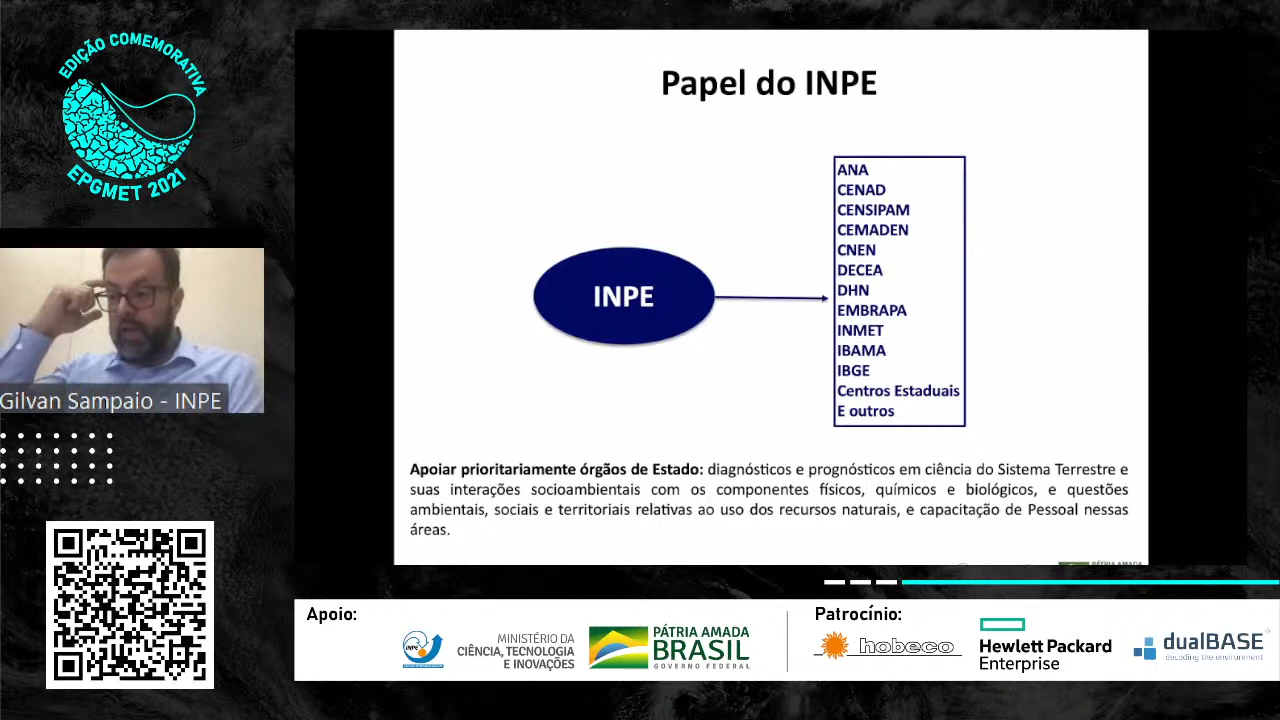 EDIÇÃO COMEMORATIVA
EPGMET 2021
Gilvan Sampaio - INPE
Papel do INPE
INPE
ANA
CENAD
CENSIPAM
CEMADEN
CNEN
DECEA
DHN
EMBRAPA
INMET
IBAMA
IBGE
Centros Estaduais
E outros
Apoiar prioritariamente órgãos de Estado: diagnósticos e prognósticos em ciência do Sistema Terrestre e
suas interações socioambientais com os componentes físicos, químicos e biológicos, e questões
ambientais, sociais e territoriais relativas ao uso dos recursos naturais, e capacitação de Pessoal nessas
áreas.
Apoio:
INPE
MINISTÉRIO DA
CIÊNCIA, TECNOLOGIA
E INOVAÇÕES
PÁTRIA AMADA
BRASIL
GOVERNO FEDERAL
Patrocínio:
hobeco
Hewlett Packard
Enterprise
dualBASE
decoding the environment